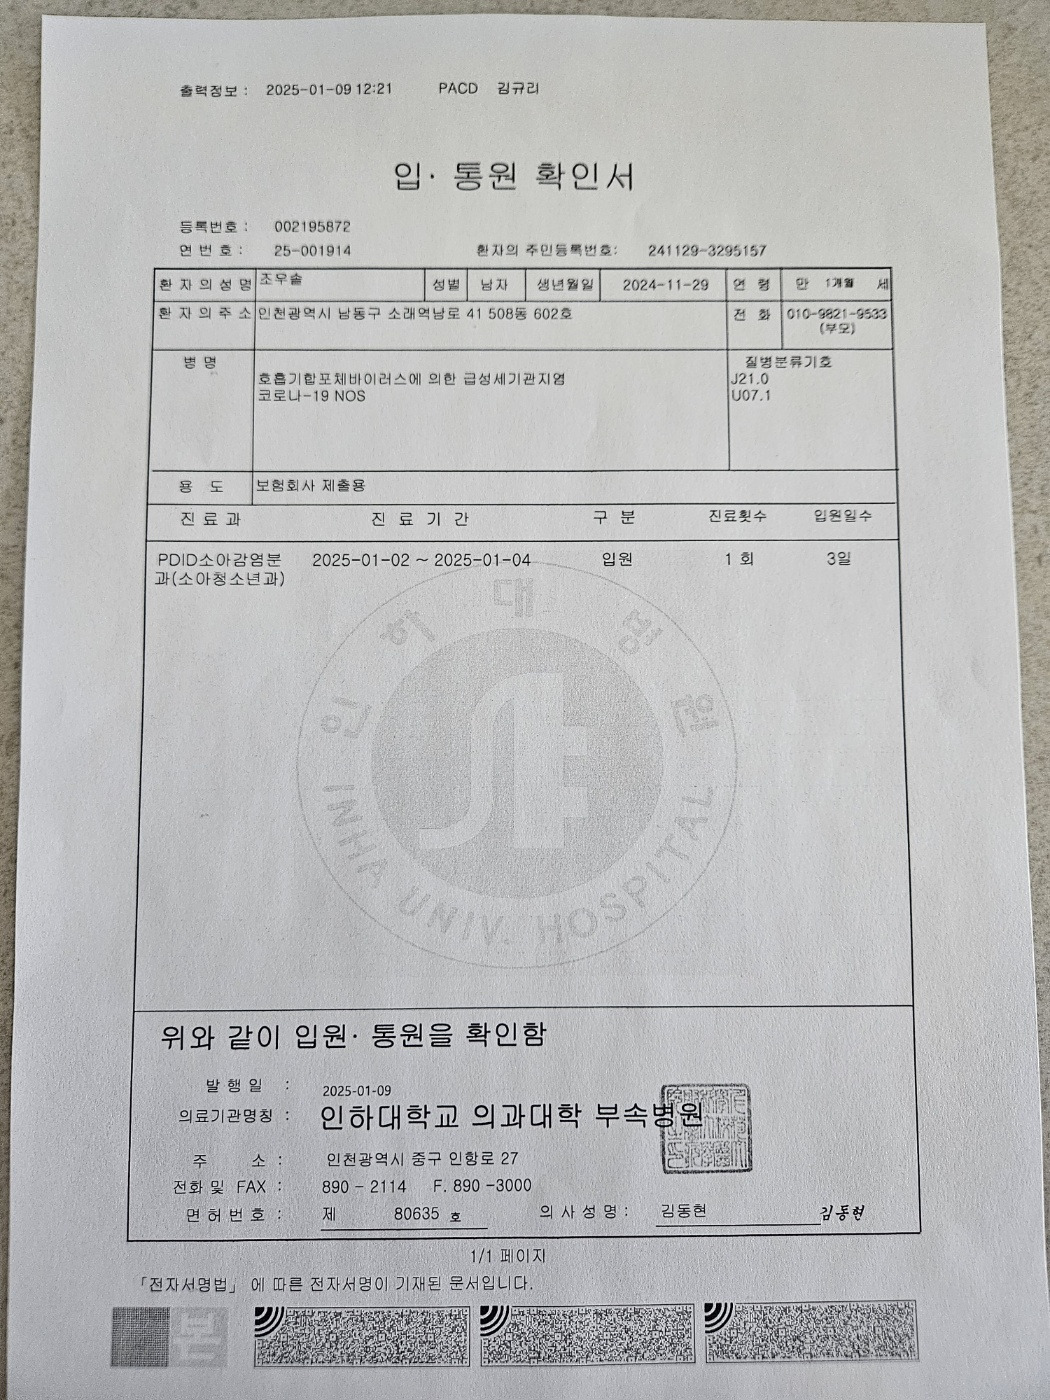 출력정보 : 2025-01-09 12:21 PACD 김규리
입· 통원 확인서
등록번호 : 002195872
연 번 호 : 25-001914 환자의 주민등록번호: 241129-3295157
환 자 의 성 명 조우솔 성별 남자 생년월일 2024-11-29 연 령 만 1개월 세
환 자 의 주 소 인천광역시 남동구 소래역남로 41 508동 602호 전 화 010-9821-9533
(부모)
병 명 질병분류기호
호흡기합포체바이러스에 의한 급성세기관지염 J21.0
코로나-19 NOS U07.1
용 도 보험회사 제출용
진 료 과 진 료 기 간 구 분 진료횟수 입원일수
PDID소아감염분 2025-01-02 ~ 2025-01-04 입원 1 회 3일
과(소아청소년과)
인하대병원
INHA UNIV. HOSPITAL
위와 같이 입원· 통원을 확인함
발 행 일 : 2025-01-09
의료기관명칭 : 인하대학교 의과대학 부속병원
주 소 : 인천광역시 중구 인항로 27
전화 및 FAX : 890 - 2114 F. 890 -3000
면 허 번 호 : 제 80635 호 의 사 성 명 : 김동현 김동현
1/1 페이지
「전자서명법」 에 따른 전자서명이 기재된 문서입니다.